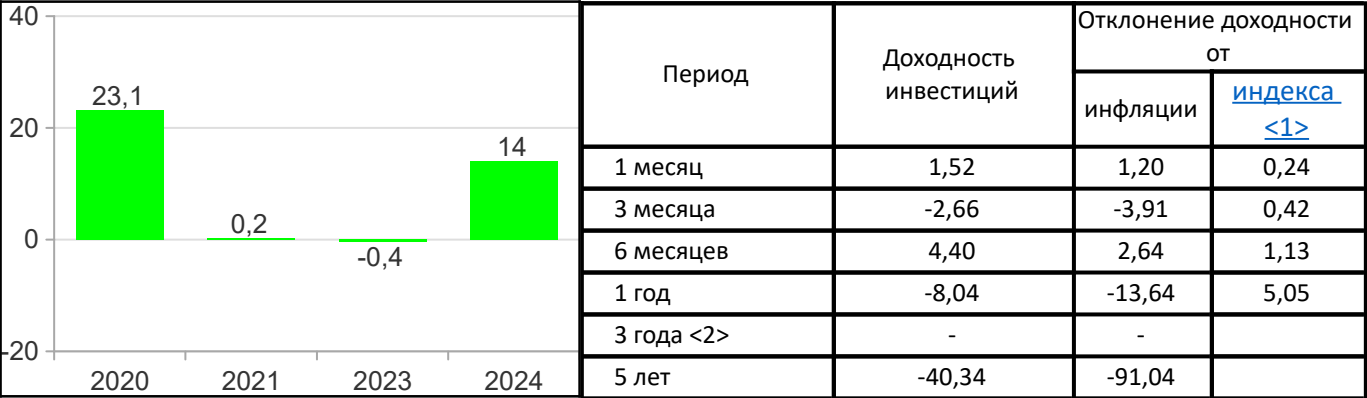 40
20
0
-20
23,1
0,2
-0,4
14
2020 2021 2023 2024
Период
Доходность
инвестиций
Отклонение доходности
от
инфляции
индекса
<1>
1 месяц 1,52 1,20 0,24
3 месяца -2,66 -3,91 0,42
6 месяцев 4,40 2,64 1,13
1 год -8,04 -13,64 5,05
3 года <2> - -
5 лет -40,34 -91,04